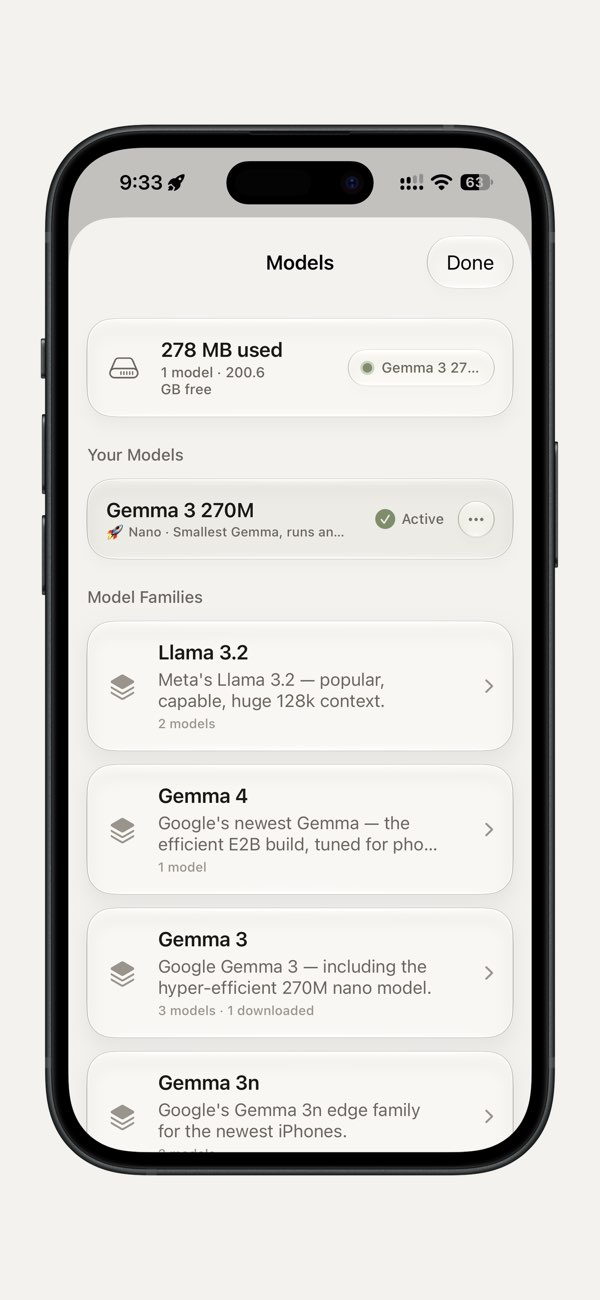 9:33
63
Models
Done
278 MB used
1 model · 200.6
GB free
Gemma 3 27...
Your Models
Gemma 3 270M
🚀 Nano · Smallest Gemma, runs an...
Active
Model Families
Llama 3.2
Meta's Llama 3.2 — popular,
capable, huge 128k context.
2 models
Gemma 4
Google's newest Gemma — the
efficient E2B build, tuned for pho...
1 model
Gemma 3
Google Gemma 3 — including the
hyper-efficient 270M nano model.
3 models · 1 downloaded
Gemma 3n
Google's Gemma 3n edge family
for the newest iPhones.
models